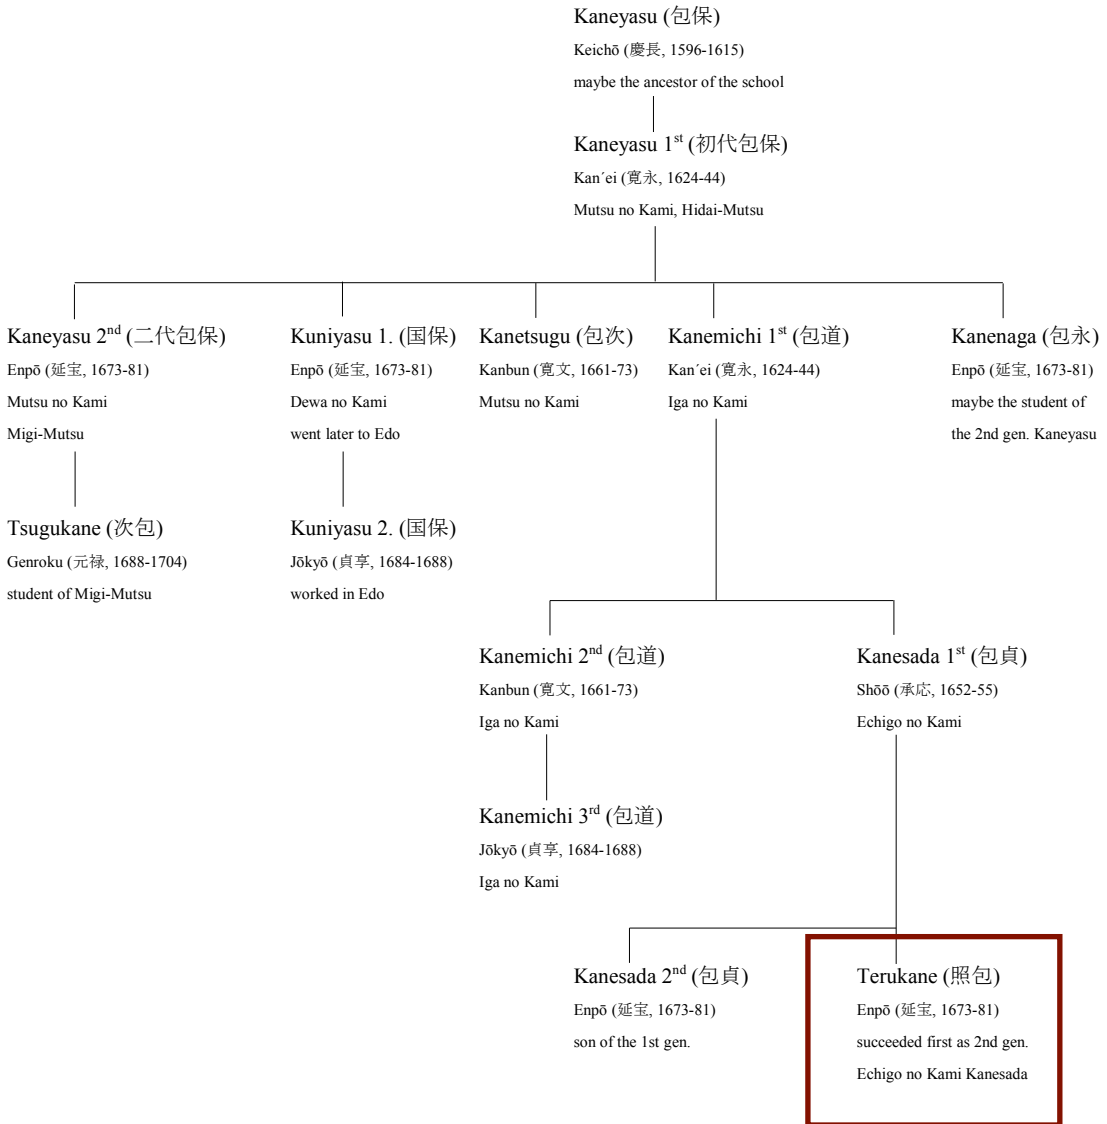 Kaneyasu (包保)
Keichō (慶長, 1596-1615)
maybe the ancestor of the school
Kaneyasu 1st (初代包保)
Kan´ei (寛永, 1624-44)
Mutsu no Kami, Hidai-Mutsu
Kaneyasu 2nd (二代包保)
Enpō (延宝, 1673-81)
Mutsu no Kami
Migi-Mutsu
Kuniyasu 1. (国保)
Enpō (延宝, 1673-81)
Dewa no Kami
went later to Edo
Kanetsugu (包次)
Kanbun (寛文, 1661-73)
Mutsu no Kami
Kanemichi 1st (包道)
Kan´ei (寛永, 1624-44)
Iga no Kami
Kanenaga (包永)
Enpō (延宝, 1673-81)
maybe the student of
the 2nd gen. Kaneyasu
Tsugukane (次包)
Genroku (元禄, 1688-1704)
student of Migi-Mutsu
Kuniyasu 2. (国保)
Jōkyō (貞享, 1684-1688)
worked in Edo
Kanemichi 2nd (包道)
Kanbun (寛文, 1661-73)
Iga no Kami
Kanesada 1st (包貞)
Shōō (承応, 1652-55)
Echigo no Kami
Kanemichi 3rd (包道)
Jōkyō (貞享, 1684-1688)
Iga no Kami
Kanesada 2nd (包貞)
Enpō (延宝, 1673-81)
son of the 1st gen.
Terukane (照包)
Enpō (延宝, 1673-81)
succeeded first as 2nd gen.
Echigo no Kami Kanesada